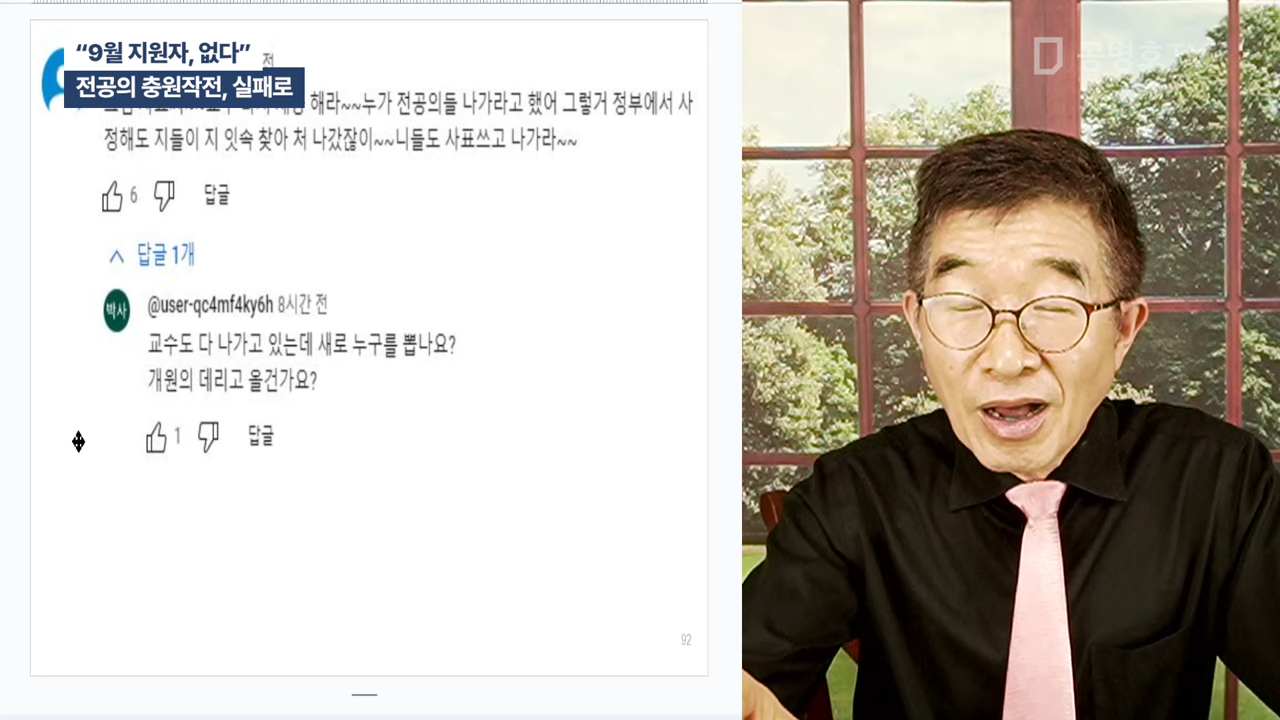 “9월 지원자, 없다”
전
전공의 충원작전, 실패로
해라~~누가 전공의들 나가라고 했어 그렇거 정부에서 사
정해도 지들이 지 잇속 찾아 처 나갔잖이~~니들도 사표쓰고 나가라~~
6 답글
답글 1개
박사 @user-qc4mf4ky6h 8시간 전
교수도 다 나가고 있는데 새로 누구를 뽑나요?
개원의 데리고 올건가요?
1 답글
92